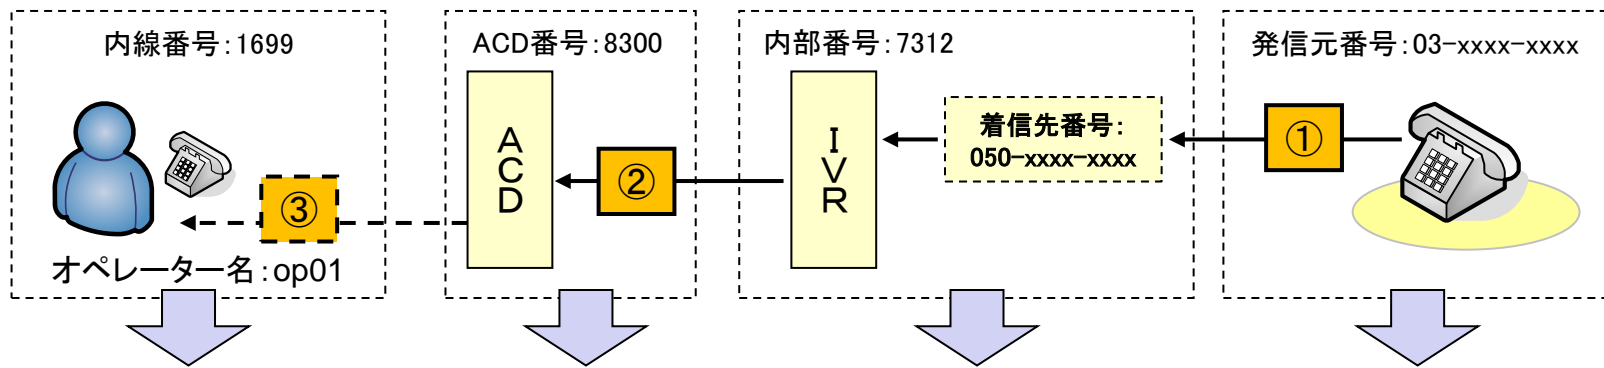 内線番号:1699
ACD番号:8300
内部番号:7312
発信元番号:03-xxxx-xxxx
ACD
IVR
着信先番号:
050-xxxx-xxxx
①
②
③
オペレーター名:op01